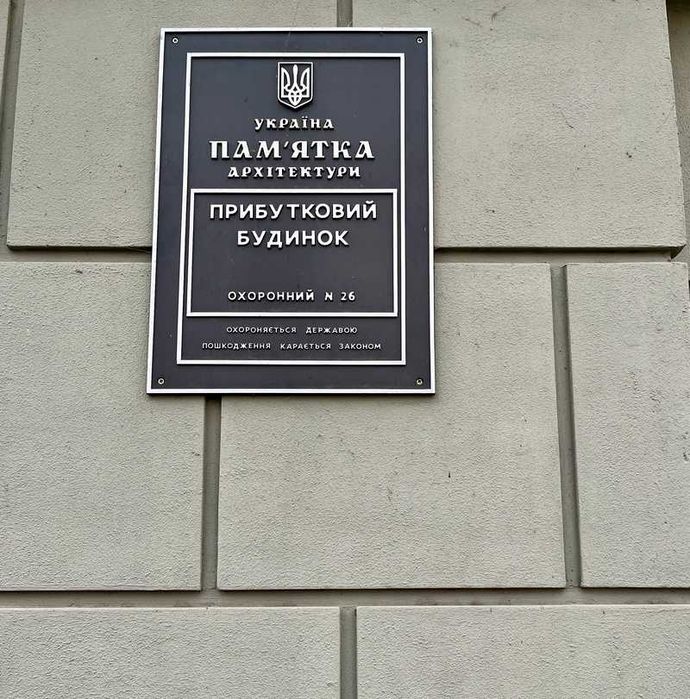 УКРАЇНА
ПАМ'ЯТКА
АРХІТЕКТУРИ
ПРИБУТКОВИЙ
БУДИНОК
ОХОРОННИЙ N 26
ОХОРОНЯЄТЬСЯ ДЕРЖАВОЮ
ПОШКОДЖЕННЯ КАРАЄТЬСЯ ЗАКОНОМ